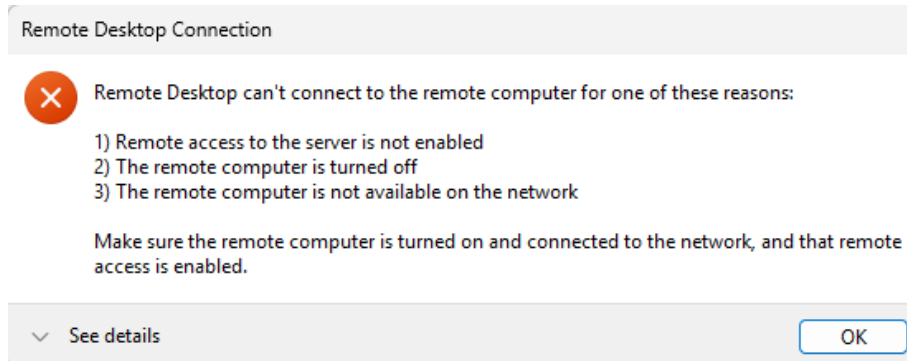 Remote Desktop Connection
Remote Desktop can't connect to the remote computer for one of these reasons:
1) Remote access to the server is not enabled
2) The remote computer is turned off
3) The remote computer is not available on the network
Make sure the remote computer is turned on and connected to the network, and that remote
access is enabled.
See details
OK